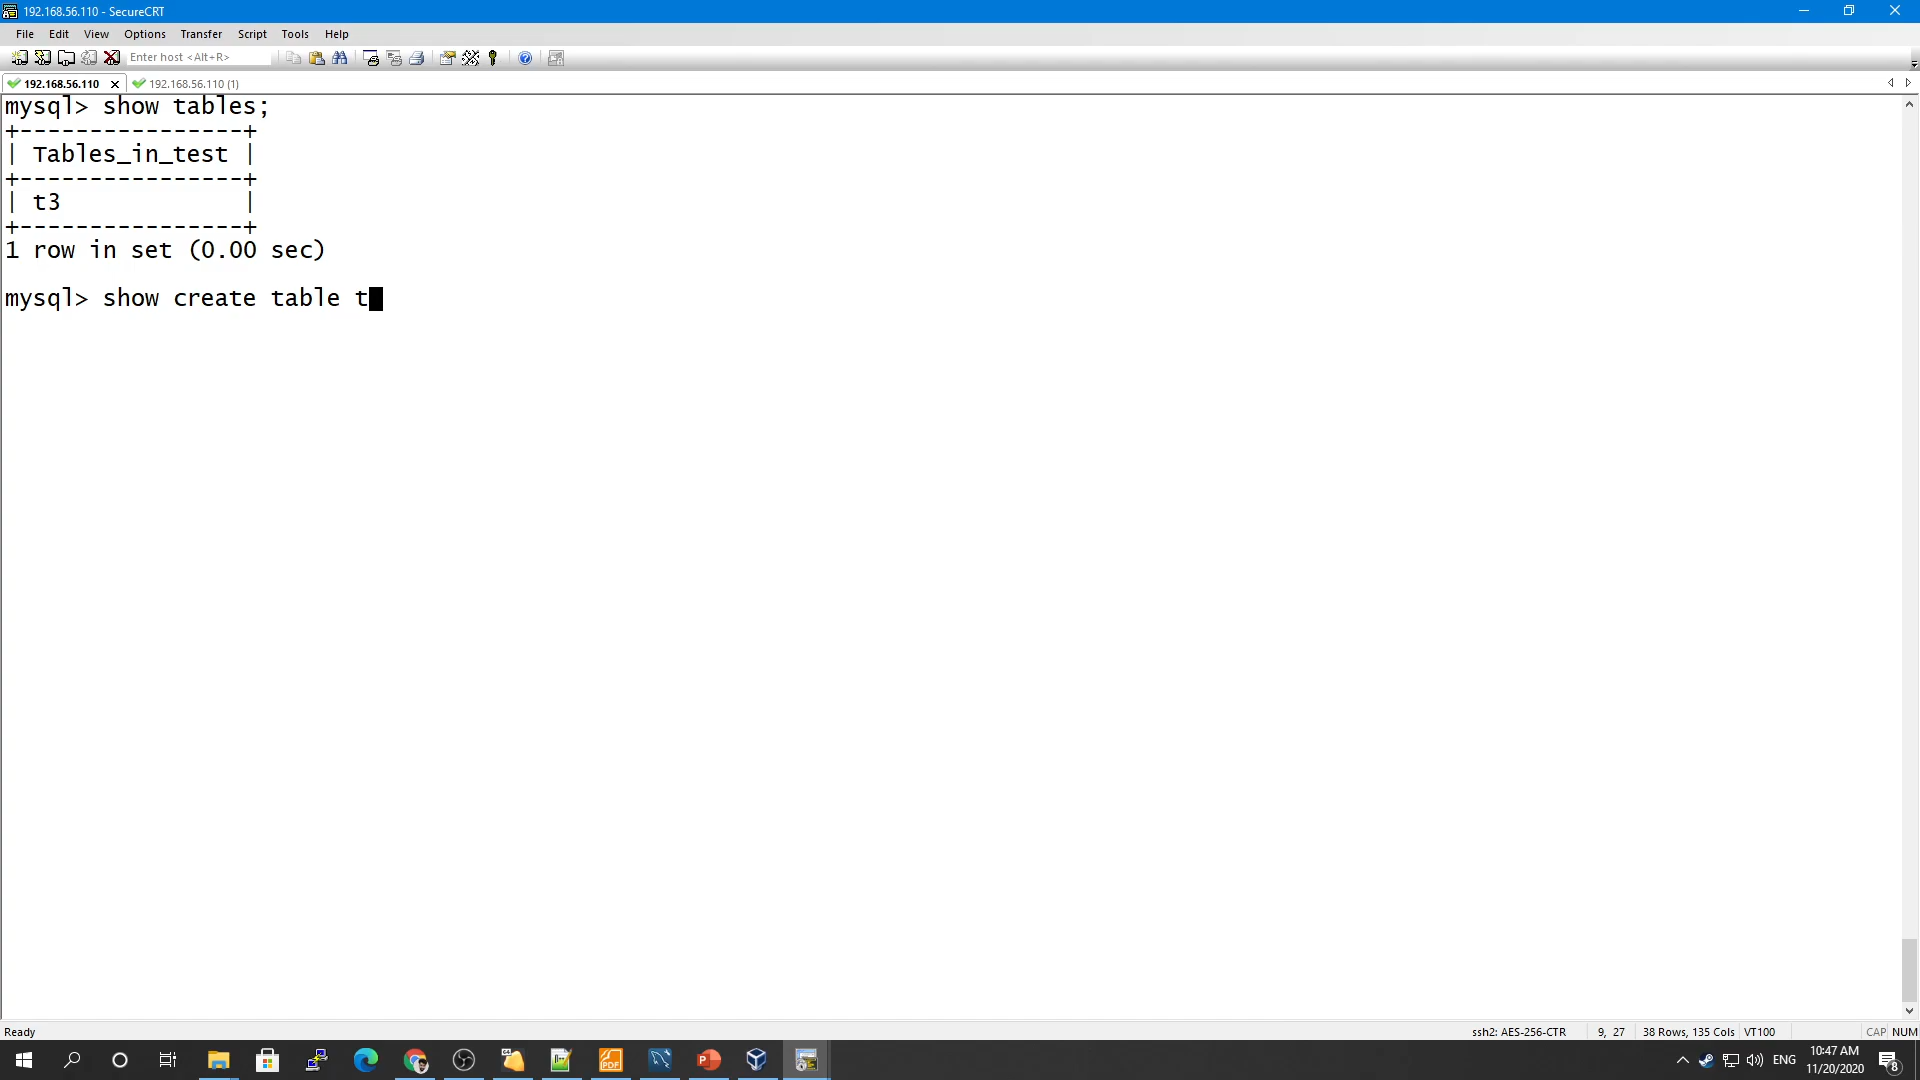 192.168.56.110 - SecureCRT
File Edit View Options Transfer Script Tools Help
Enter host <Alt+R>
192.168.56.110 192.168.56.110 (1)
mysql> show tables;
+----------------+
| Tables_in_test |
+----------------+
| t3             |
+----------------+
1 row in set (0.00 sec)
mysql> show create table t
Ready ssh2: AES-256-CTR 9, 27 38 Rows, 135 Cols VT100 CAP NUM
ENG 10:47 AM 8
11/20/2020